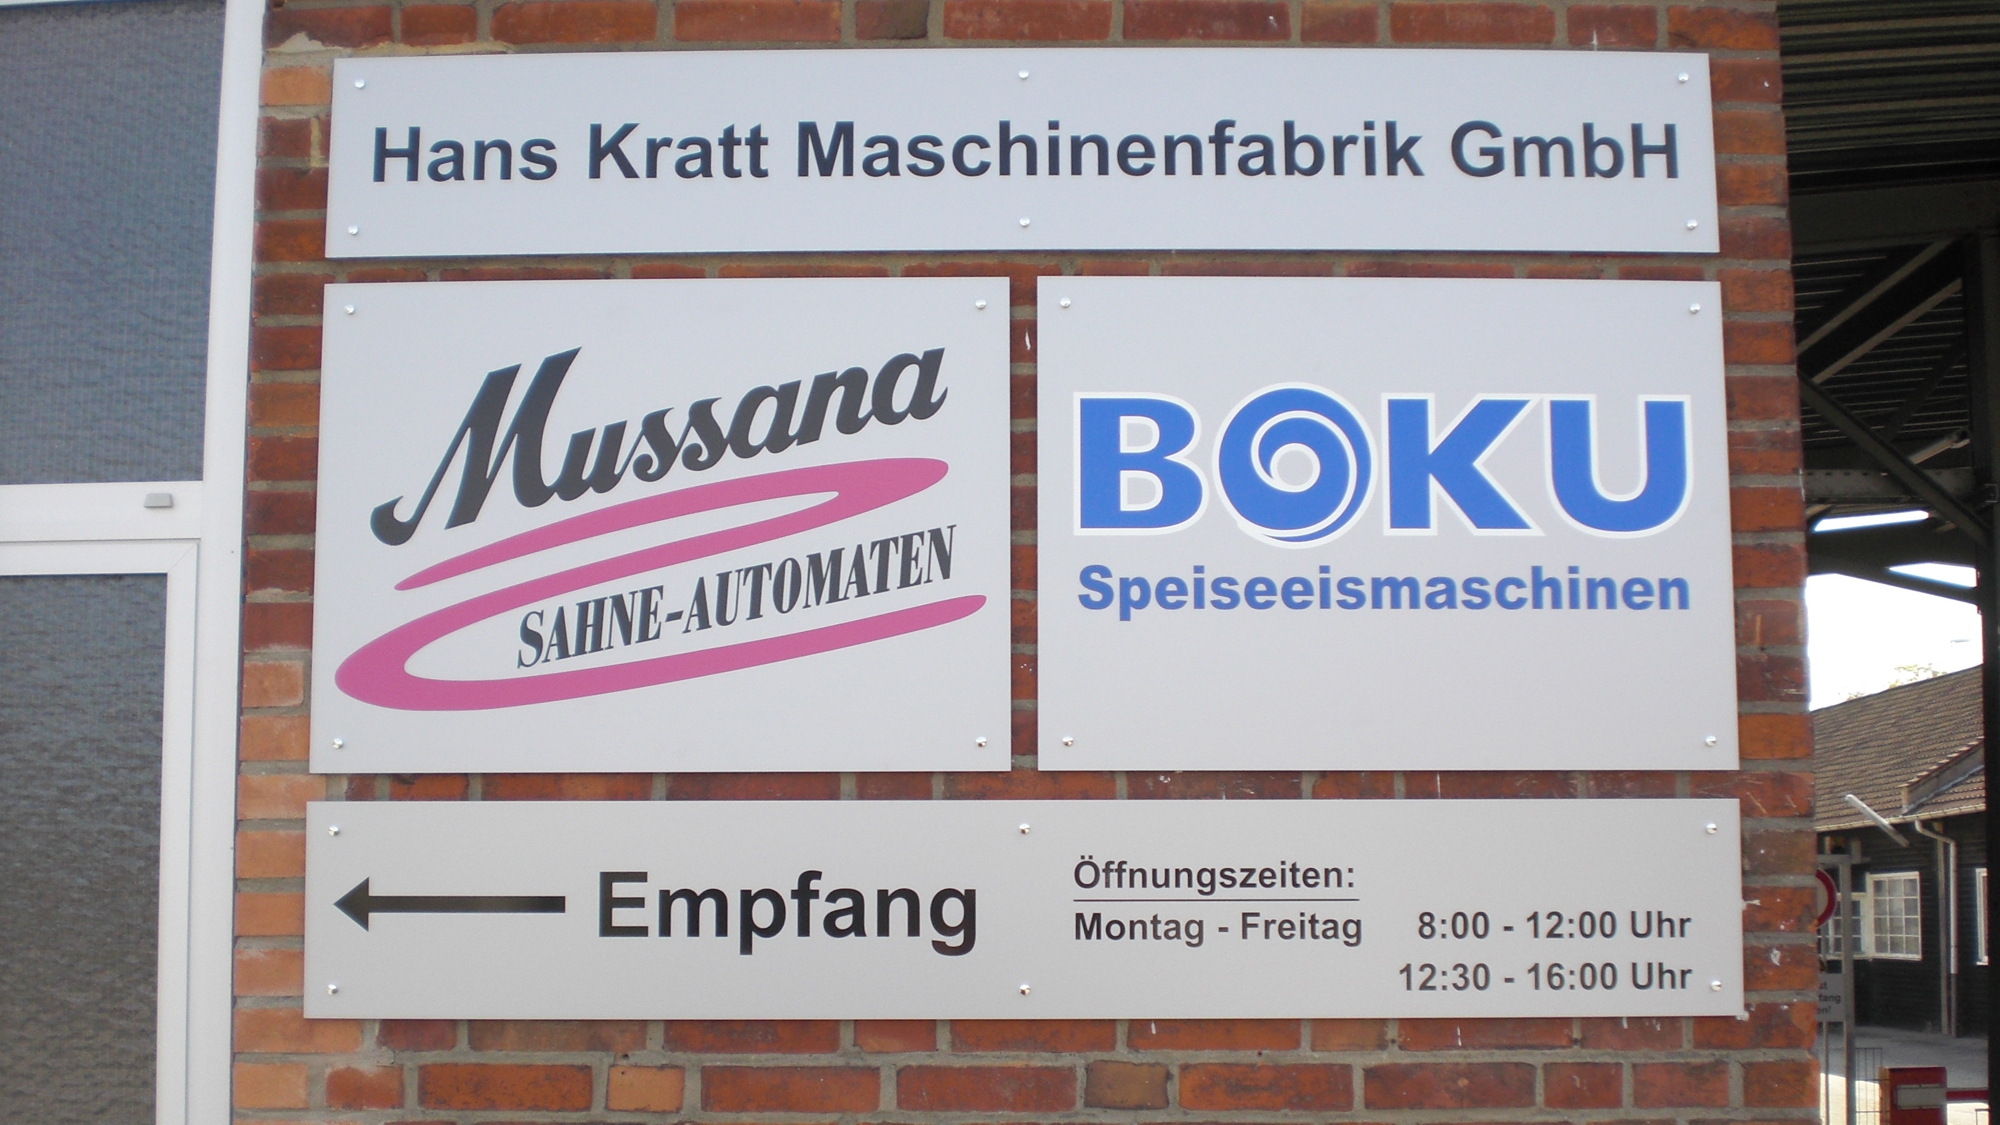 Hans Kratt Maschinenfabrik GmbH
Mussana
SAHNE-AUTOMATEN
BOKU
Speiseeismaschinen
Empfang
Öffnungszeiten:
Montag - Freitag 8:00 - 12:00 Uhr
12:30 - 16:00 Uhr